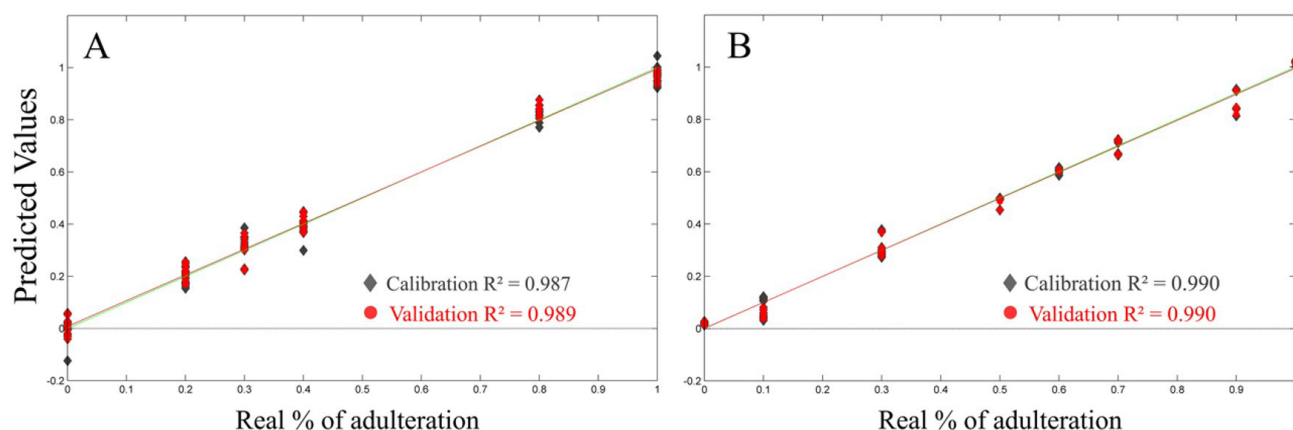 A
Predicted Values
1
0.8
0.6
0.4
0.2
0
-0.2
Calibration R² = 0.987
Validation R² = 0.989
0 0.1 0.2 0.3 0.4 0.5 0.6 0.7 0.8 0.9 1
Real % of adulteration
B
1
0.8
0.6
0.4
0.2
0
-0.2
Calibration R² = 0.990
Validation R² = 0.990
0 0.1 0.2 0.3 0.4 0.5 0.6 0.7 0.8 0.9
Real % of adulteration